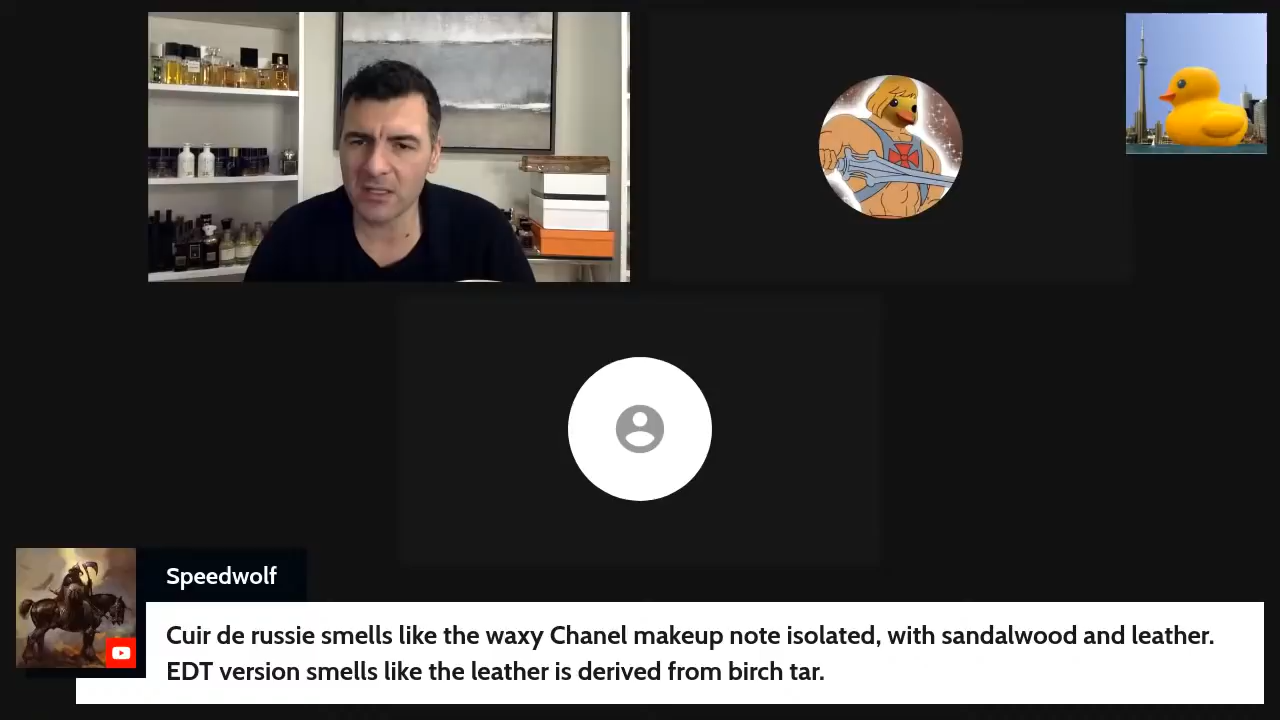 Speedwolf
Cuir de russie smells like the waxy Chanel makeup note isolated, with sandalwood and leather.
EDT version smells like the leather is derived from birch tar.